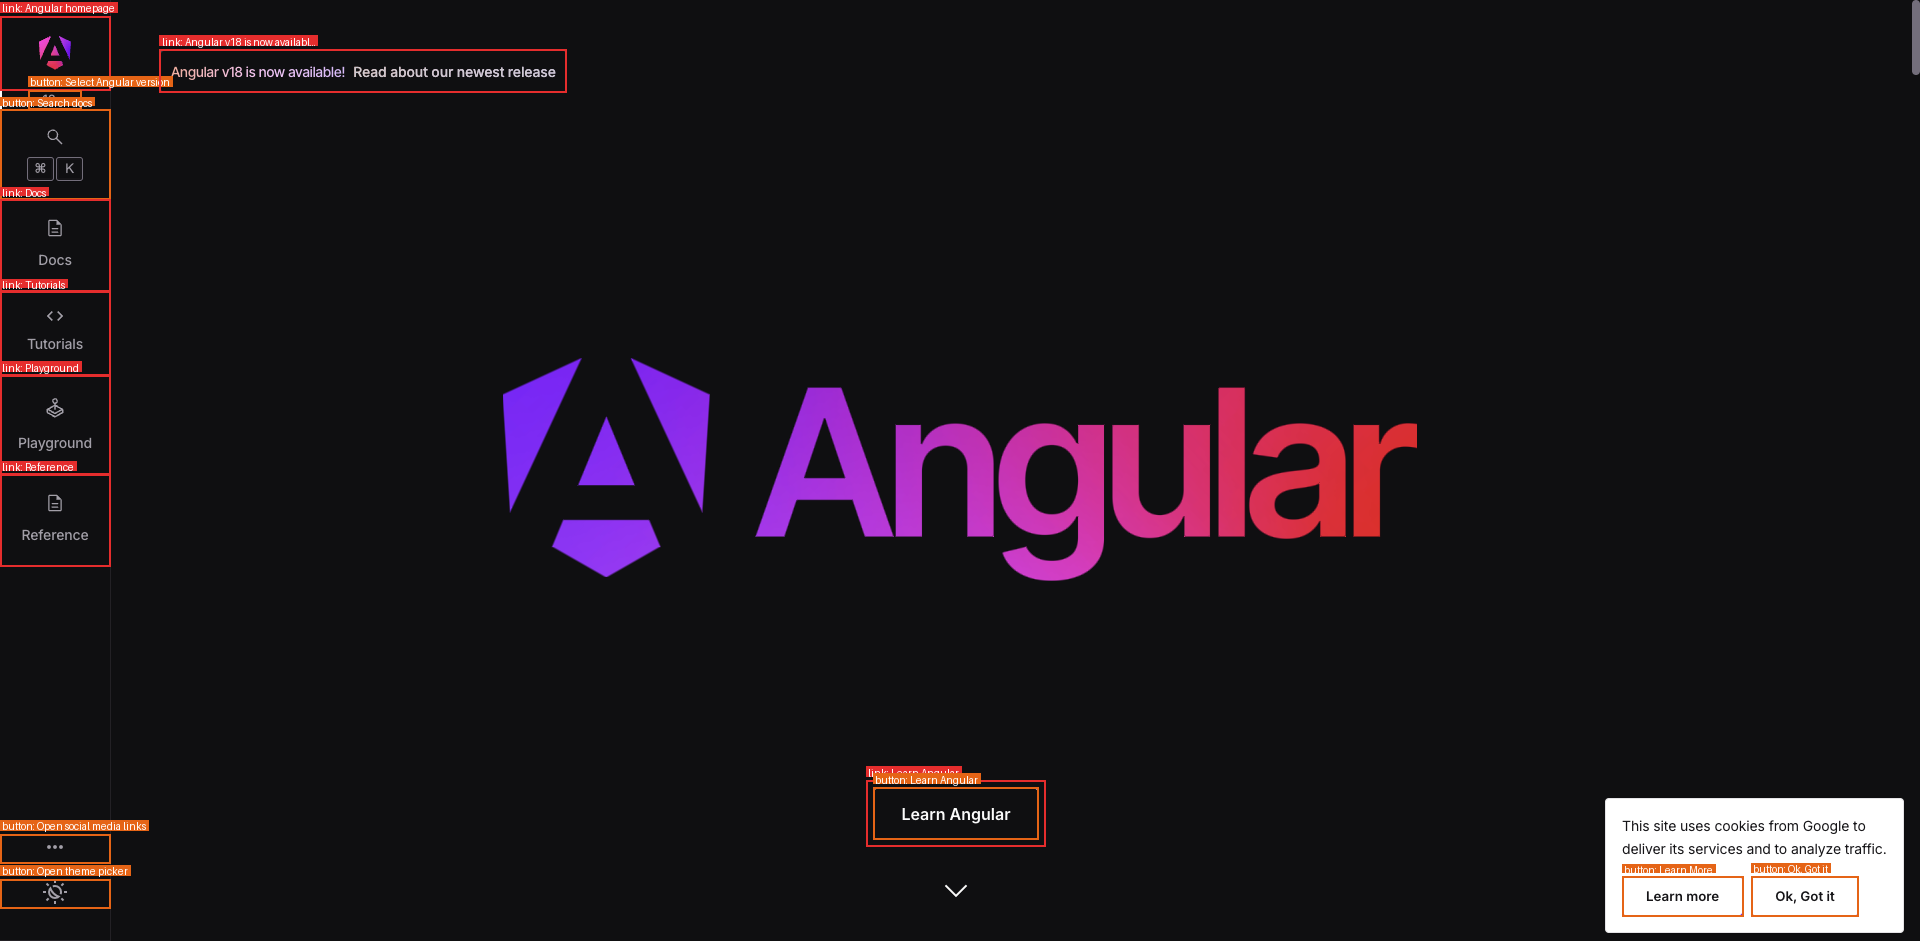 link: Angular homepage
link: Angular v18 is now availabl...
Angular v18 is now available! Read about our newest release
button: Select Angular version
button: Search docs
⌘ K
link: Docs
Docs
link: Tutorials
Tutorials
link: Playground
Playground
link: Reference
Reference
Angular
link: Learn Angular
button: Learn Angular
Learn Angular
button: Open social media links
button: Open theme picker
This site uses cookies from Google to
deliver its services and to analyze traffic.
button: Learn More
button: Ok, Got it
Learn more
Ok, Got it